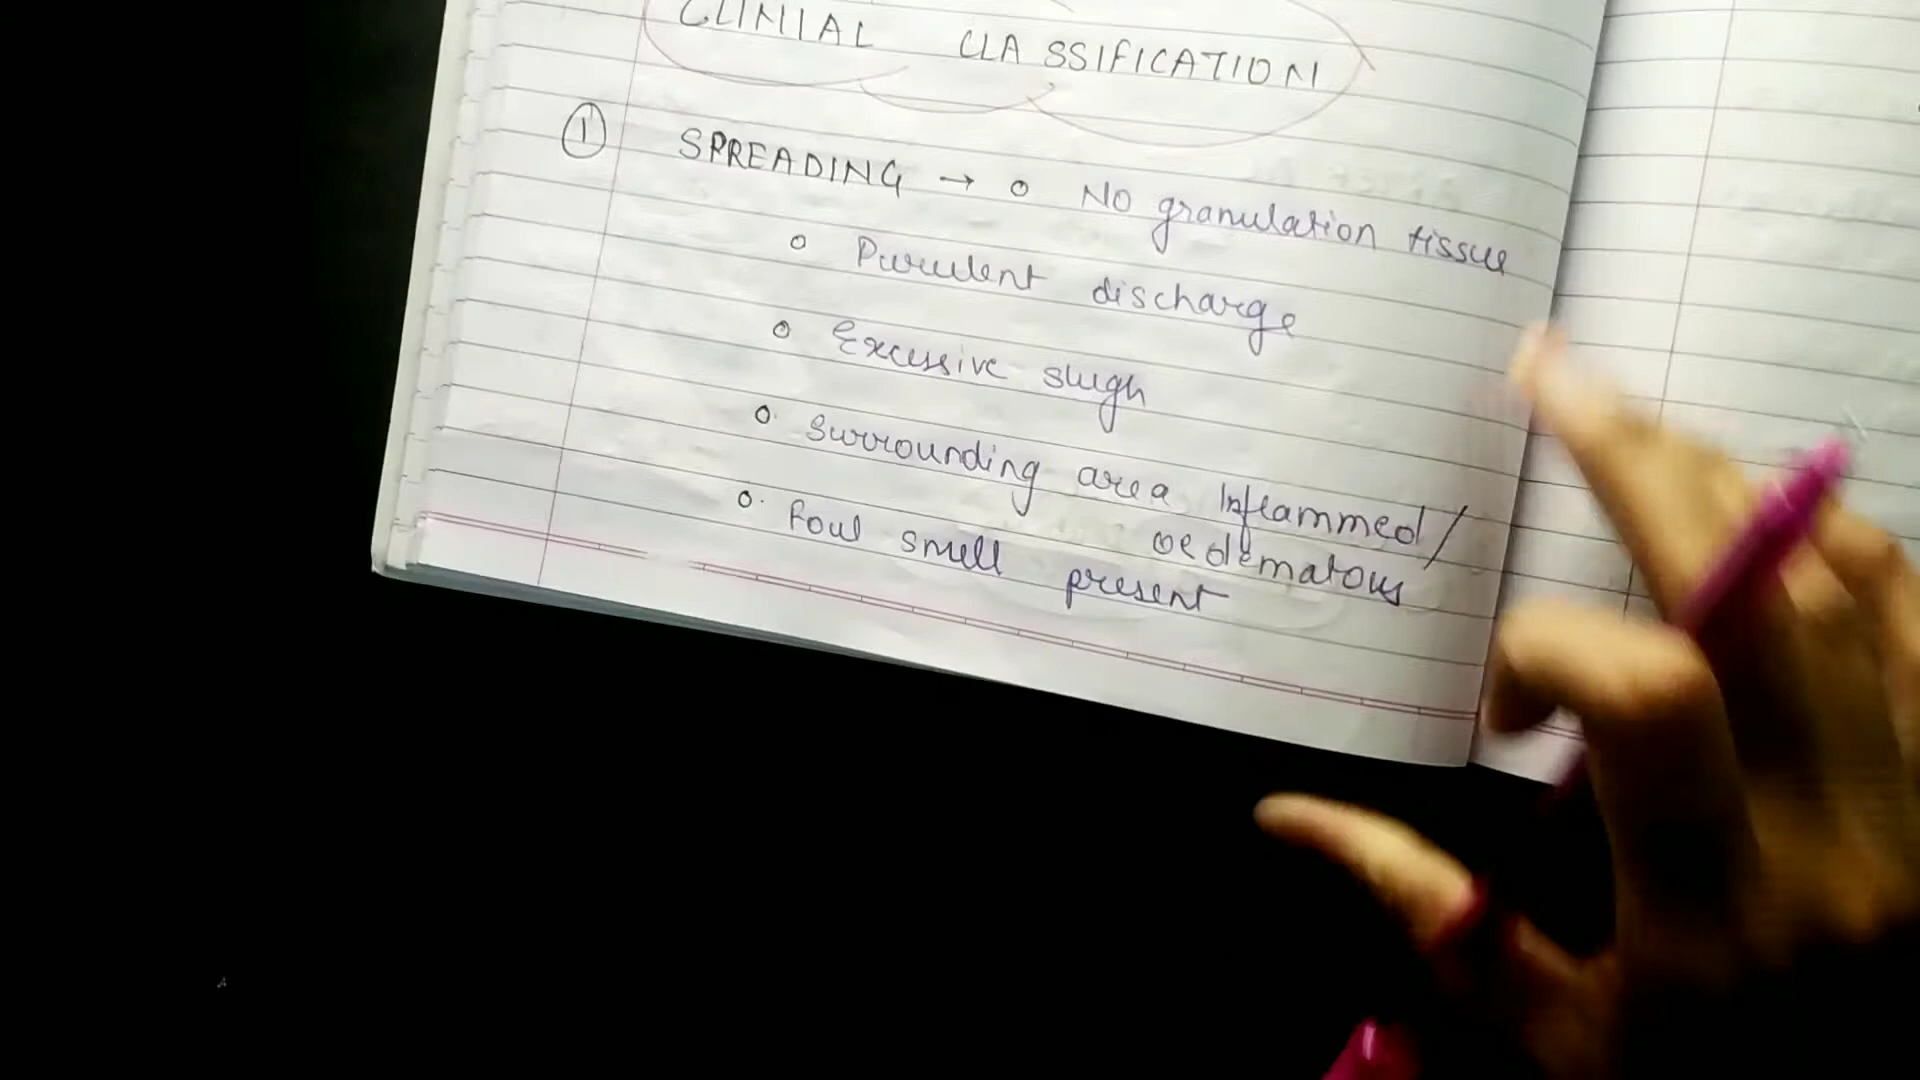 CLINIAL CLASSIFICATION
① SPREADING → o NO granulation tissue
o Purulent discharge
o Excessive slugh
o. Surrounding area Inflammed/
oedematous
o. Foul smell present